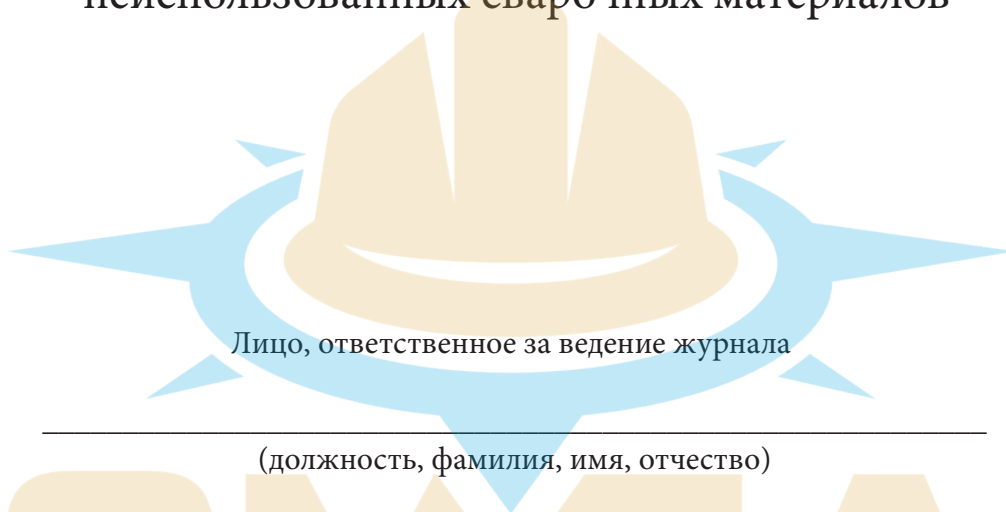 неиспользованных сварочных материалов
Лицо, ответственное за ведение журнала
(должность, фамилия, имя, отчество)